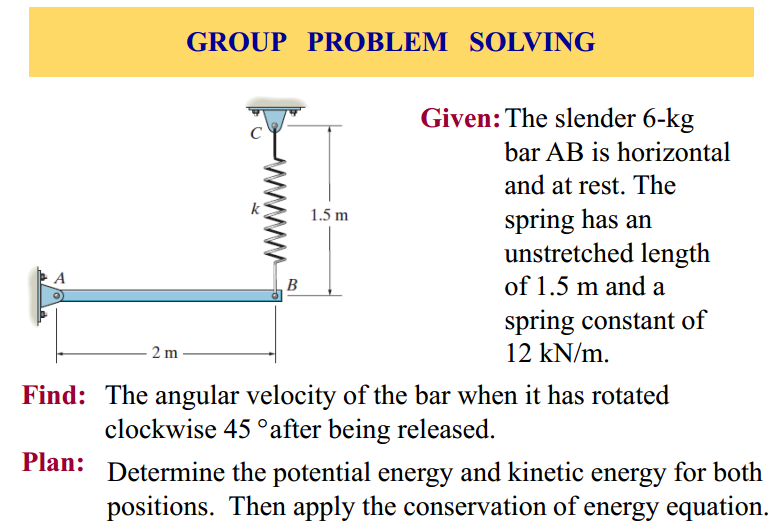 GROUP PROBLEM SOLVING
C
k
1.5 m
A
B
2 m
Given: The slender 6-kg
bar AB is horizontal
and at rest. The
spring has an
unstretched length
of 1.5 m and a
spring constant of
12 kN/m.
Find: The angular velocity of the bar when it has rotated
clockwise 45 °after being released.
Plan: Determine the potential energy and kinetic energy for both
positions. Then apply the conservation of energy equation.